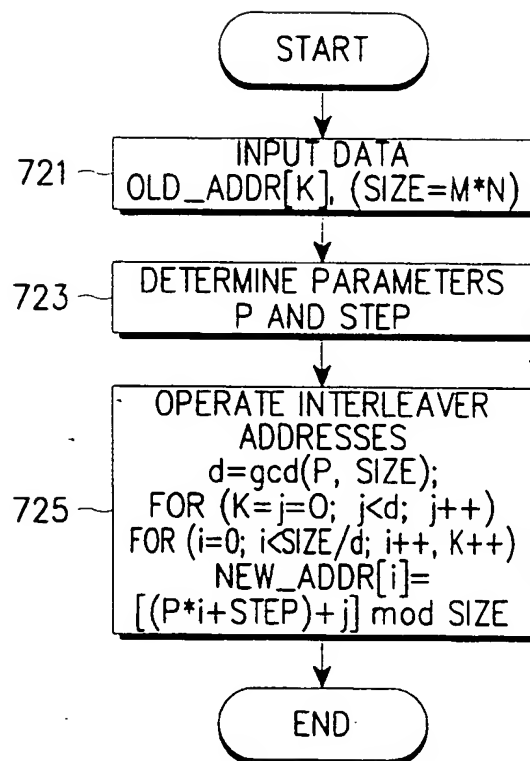 START
721
INPUT DATA
OLD_ADDR[K], (SIZE=M*N)
723
DETERMINE PARAMETERS
P AND STEP
725
OPERATE INTERLEAVER
ADDRESSES
d=gcd(P, SIZE);
FOR (K=j=0; j<d; j++)
FOR (i=0; i<SIZE/d; i++, K++)
NEW_ADDR[i]=
[(P*i+STEP)+j] mod SIZE
END